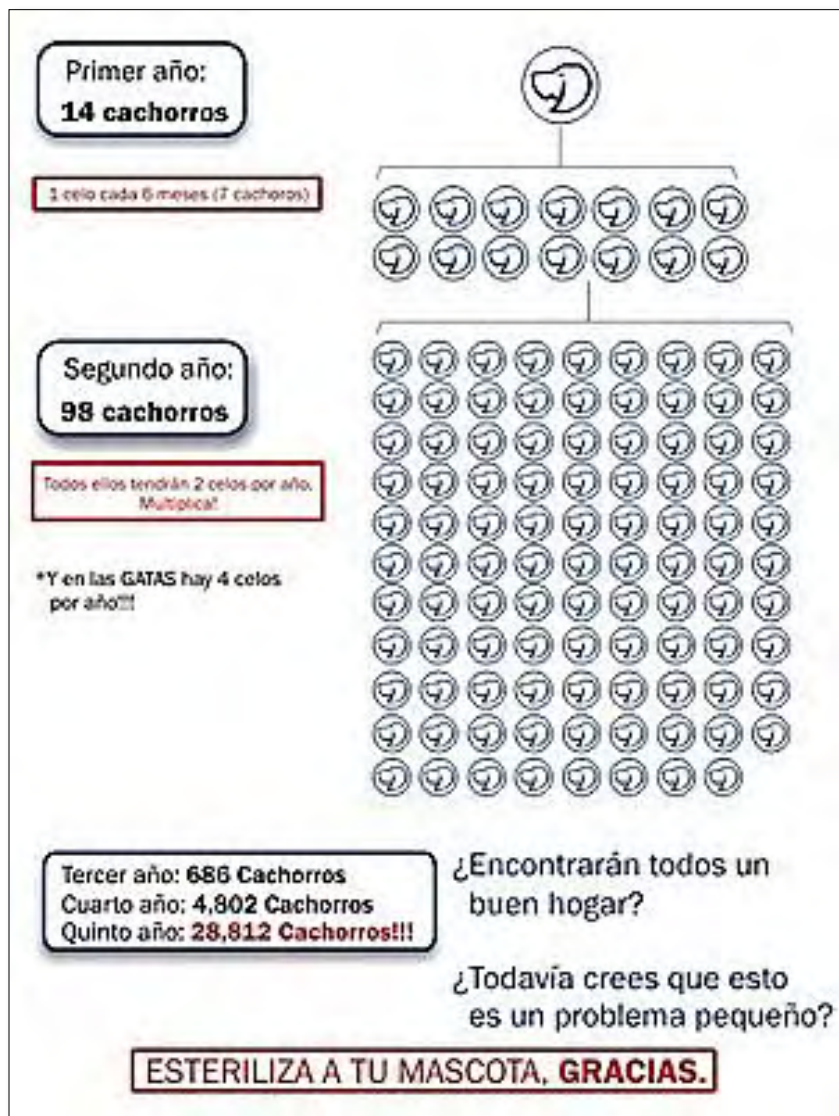 Primer año:
14 cachorros
1 celo cada 6 meses (7 cachoros)
Segundo año:
98 cachorros
Todos ellos tendrán 2 celos por año.
Multiplica!
*Y en las GATAS hay 4 celos
por año!!!
Tercer año: 686 Cachorros
Cuarto año: 4,802 Cachorros
Quinto año: 28,812 Cachorros!!!
¿Encontrarán todos un
buen hogar?
¿Todavía crees que esto
es un problema pequeño?
ESTERILIZA A TU MASCOTA, GRACIAS.